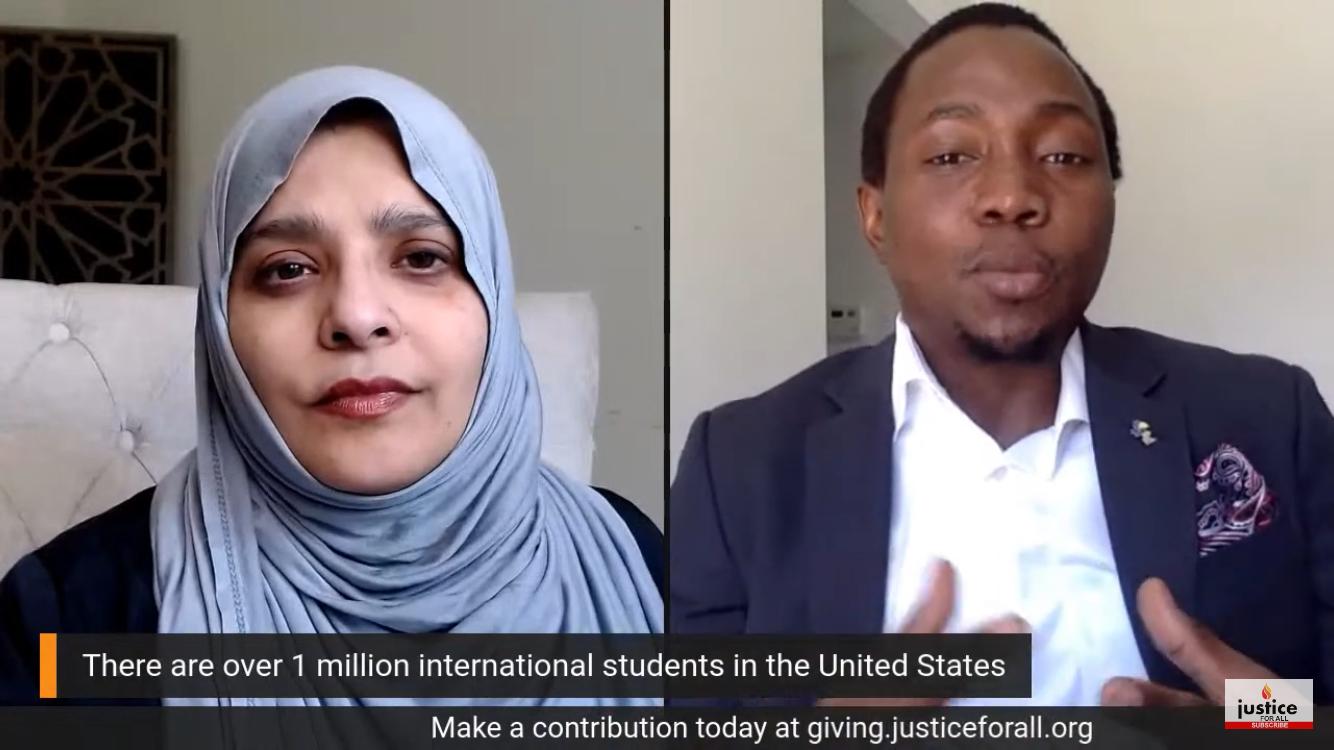 There are over 1 million international students in the United States
Make a contribution today at giving.justiceforall.org
justice
FOR ALL
SUBSCRIBE